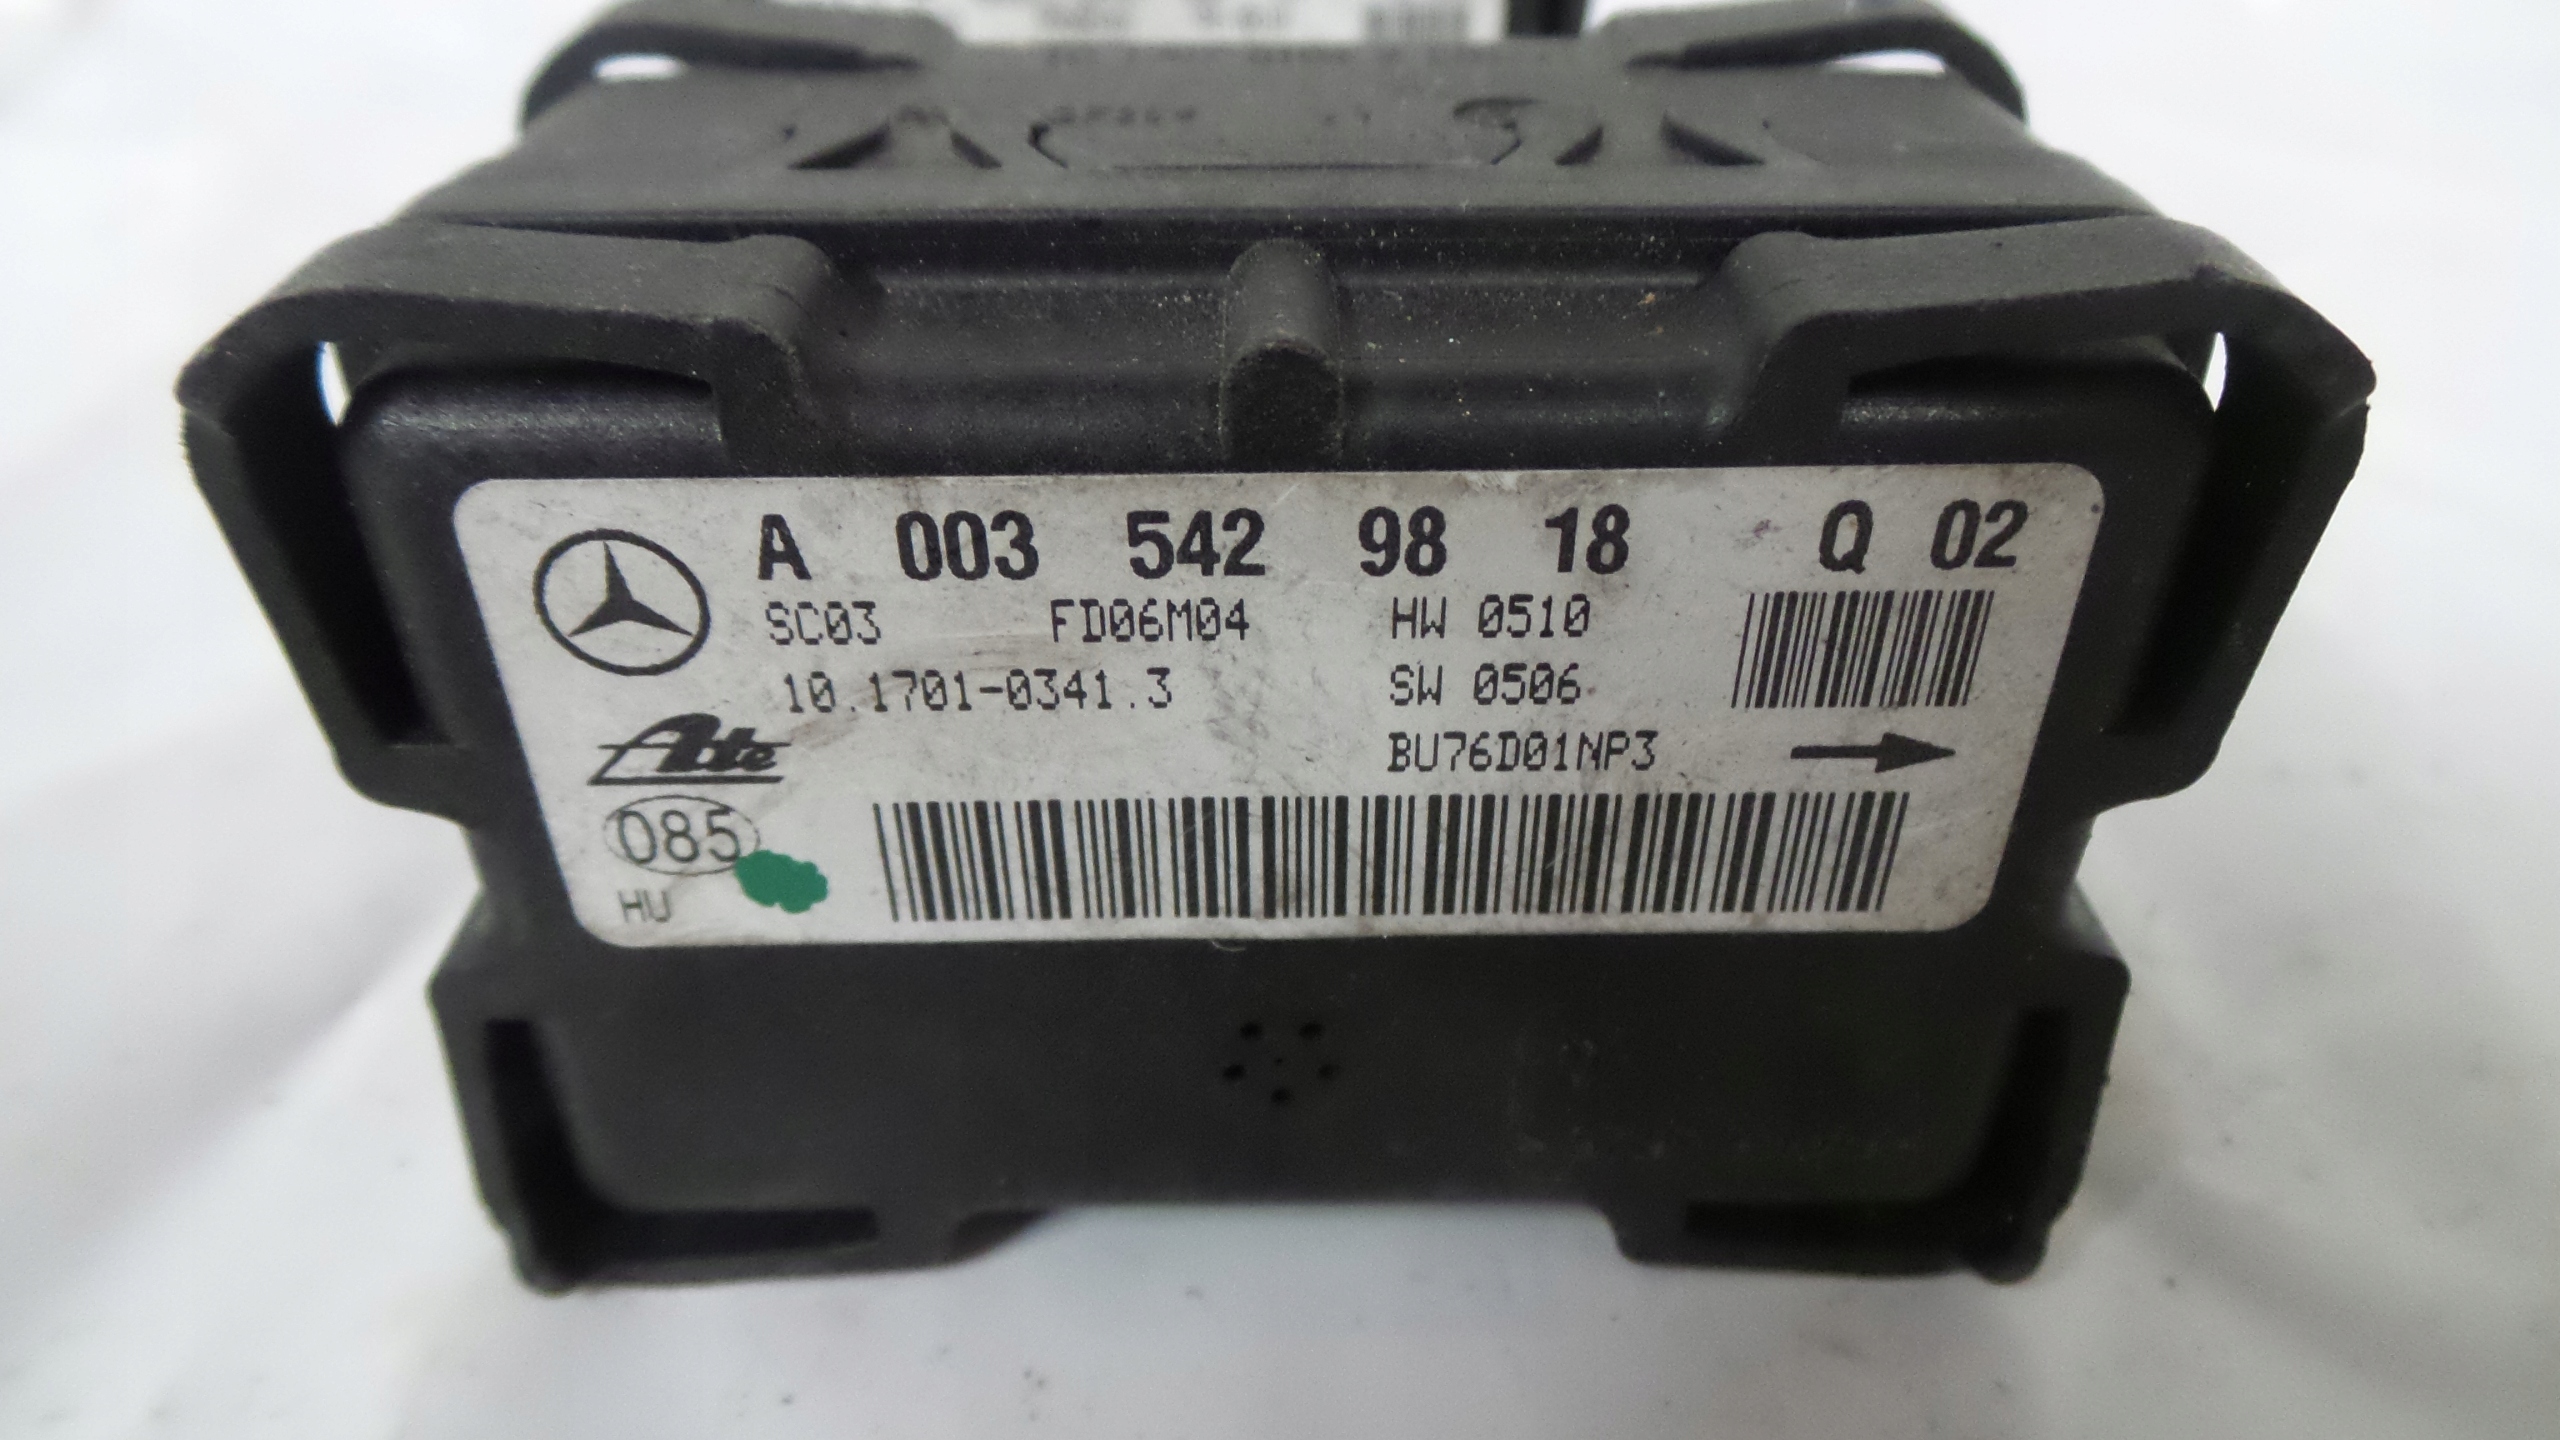 A 003 542 98 18 Q 02
SC03 FD06M04 HW 0510
10.1701-0341.3 SW 0506
Ate BU76D01NP3
085
HU